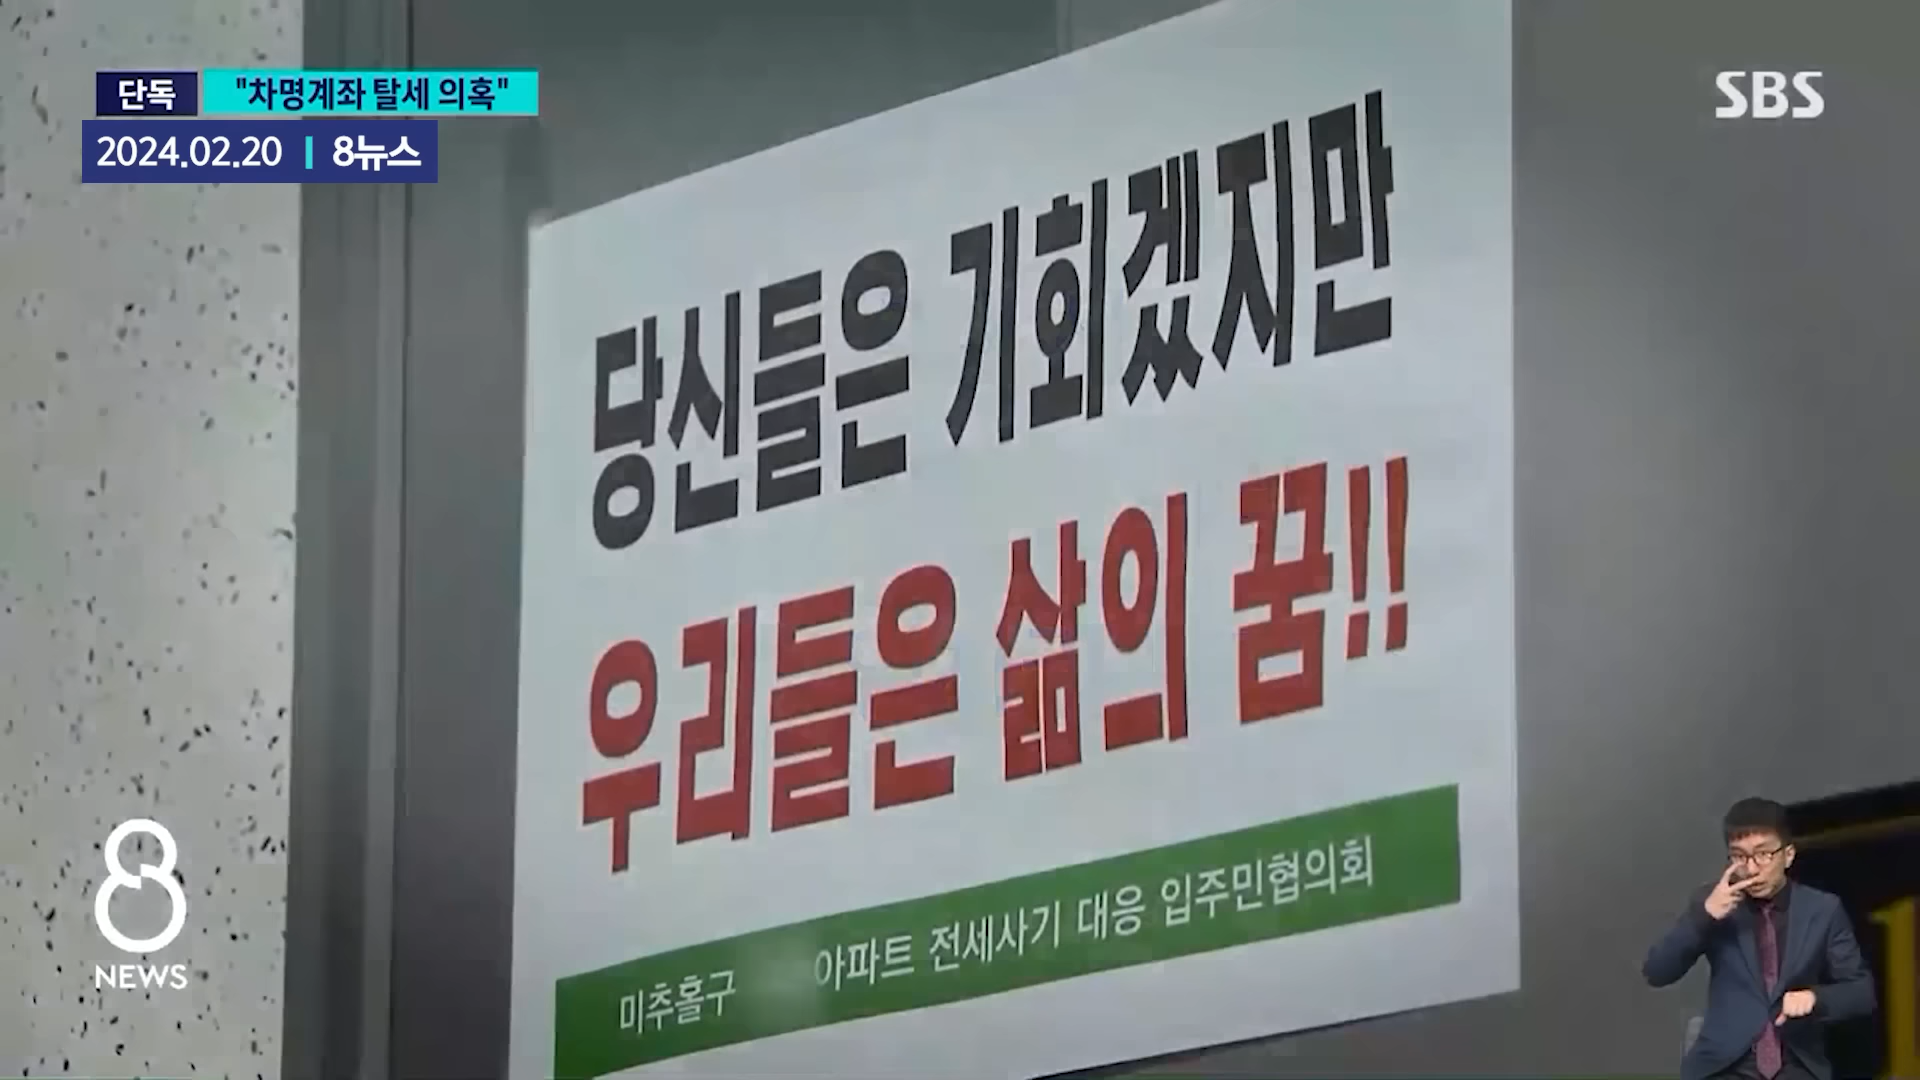 단독 "차명계좌 탈세 의혹"
2024.02.20 | 8뉴스
SBS
당신들은 기회겠지만
우리들은 삶의 꿈!!
미추홀구 아파트 전세사기 대응 입주민협의회
8
NEWS